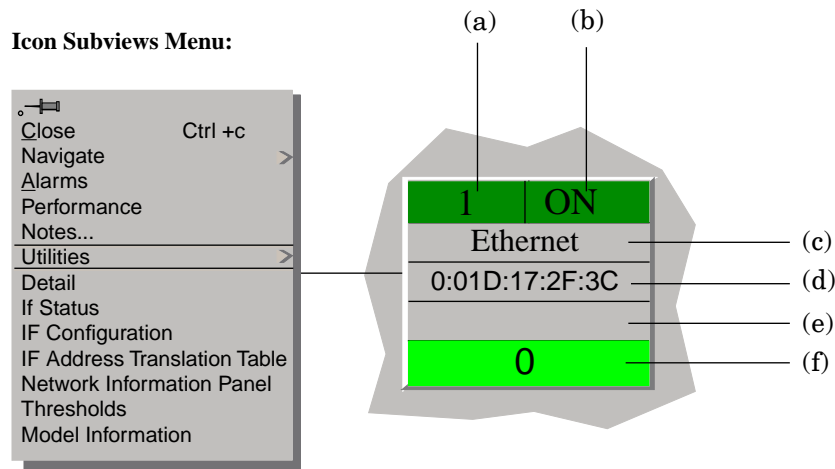 (a) (b)
Icon Subviews Menu:
Close Ctrl +c
Navigate
Alarms
Performance
Notes...
Utilities
Detail
If Status
IF Configuration
IF Address Translation Table
Network Information Panel
Thresholds
Model Information
1 ON
Ethernet (c)
0:01D:17:2F:3C (d)
(e)
0 (f)